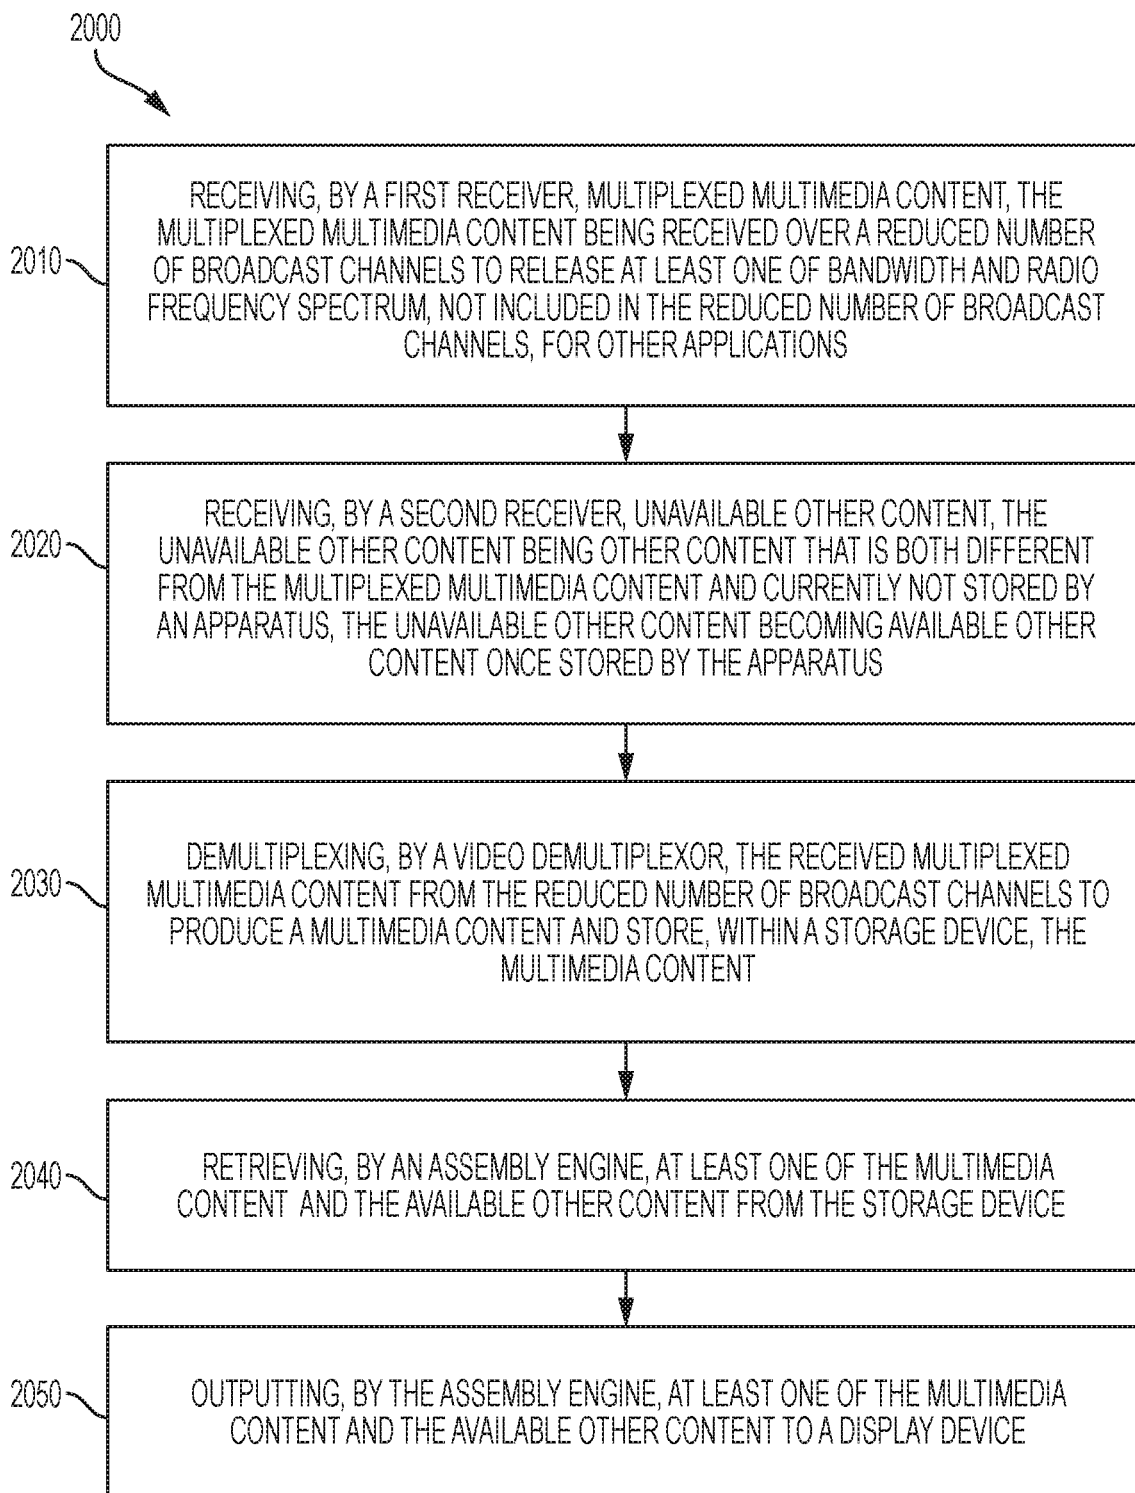 2000
2010
RECEIVING, BY A FIRST RECEIVER, MULTIPLEXED MULTIMEDIA CONTENT, THE
MULTIPLEXED MULTIMEDIA CONTENT BEING RECEIVED OVER A REDUCED NUMBER
OF BROADCAST CHANNELS TO RELEASE AT LEAST ONE OF BANDWIDTH AND RADIO
FREQUENCY SPECTRUM, NOT INCLUDED IN THE REDUCED NUMBER OF BROADCAST
CHANNELS, FOR OTHER APPLICATIONS
2020
RECEIVING, BY A SECOND RECEIVER, UNAVAILABLE OTHER CONTENT, THE
UNAVAILABLE OTHER CONTENT BEING OTHER CONTENT THAT IS BOTH DIFFERENT
FROM THE MULTIPLEXED MULTIMEDIA CONTENT AND CURRENTLY NOT STORED BY
AN APPARATUS, THE UNAVAILABLE OTHER CONTENT BECOMING AVAILABLE OTHER
CONTENT ONCE STORED BY THE APPARATUS
2030
DEMULTIPLEXING, BY A VIDEO DEMULTIPLEXOR, THE RECEIVED MULTIPLEXED
MULTIMEDIA CONTENT FROM THE REDUCED NUMBER OF BROADCAST CHANNELS TO
PRODUCE A MULTIMEDIA CONTENT AND STORE, WITHIN A STORAGE DEVICE, THE
MULTIMEDIA CONTENT
2040
RETRIEVING, BY AN ASSEMBLY ENGINE, AT LEAST ONE OF THE MULTIMEDIA
CONTENT AND THE AVAILABLE OTHER CONTENT FROM THE STORAGE DEVICE
2050
OUTPUTTING, BY THE ASSEMBLY ENGINE, AT LEAST ONE OF THE MULTIMEDIA
CONTENT AND THE AVAILABLE OTHER CONTENT TO A DISPLAY DEVICE